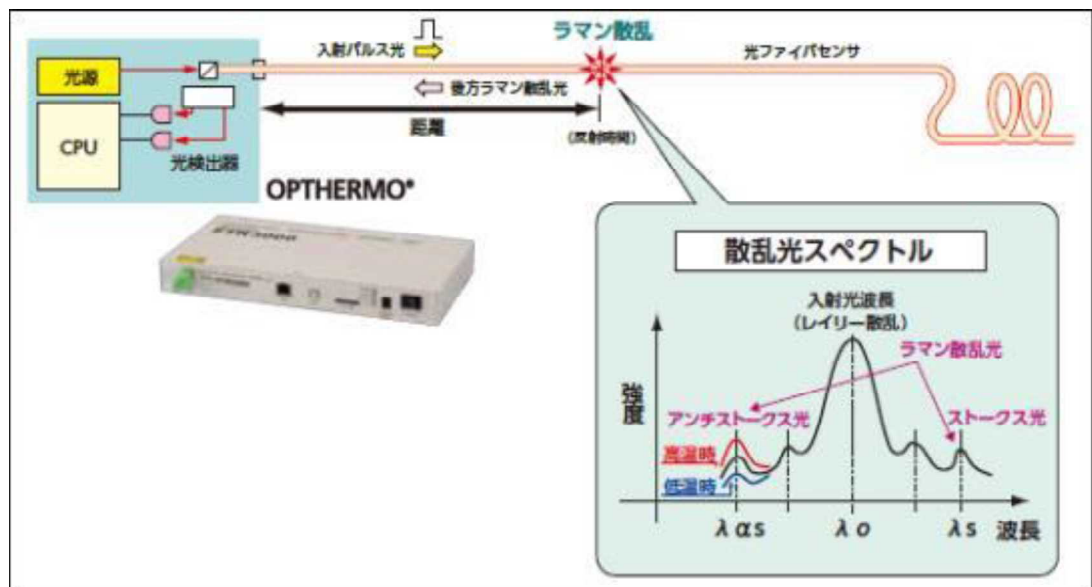 ラマン散乱
入射パルス光
光ファイバセンサ
光源
後方ラマン散乱光
距離
(反射時間)
CPU
光検出器
OPTHERMO®
散乱光スペクトル
入射光波長
(レイリー散乱)
ラマン散乱光
強度
アンチストークス光
ストークス光
高温時
低温時
λαs
λo
λs
波長